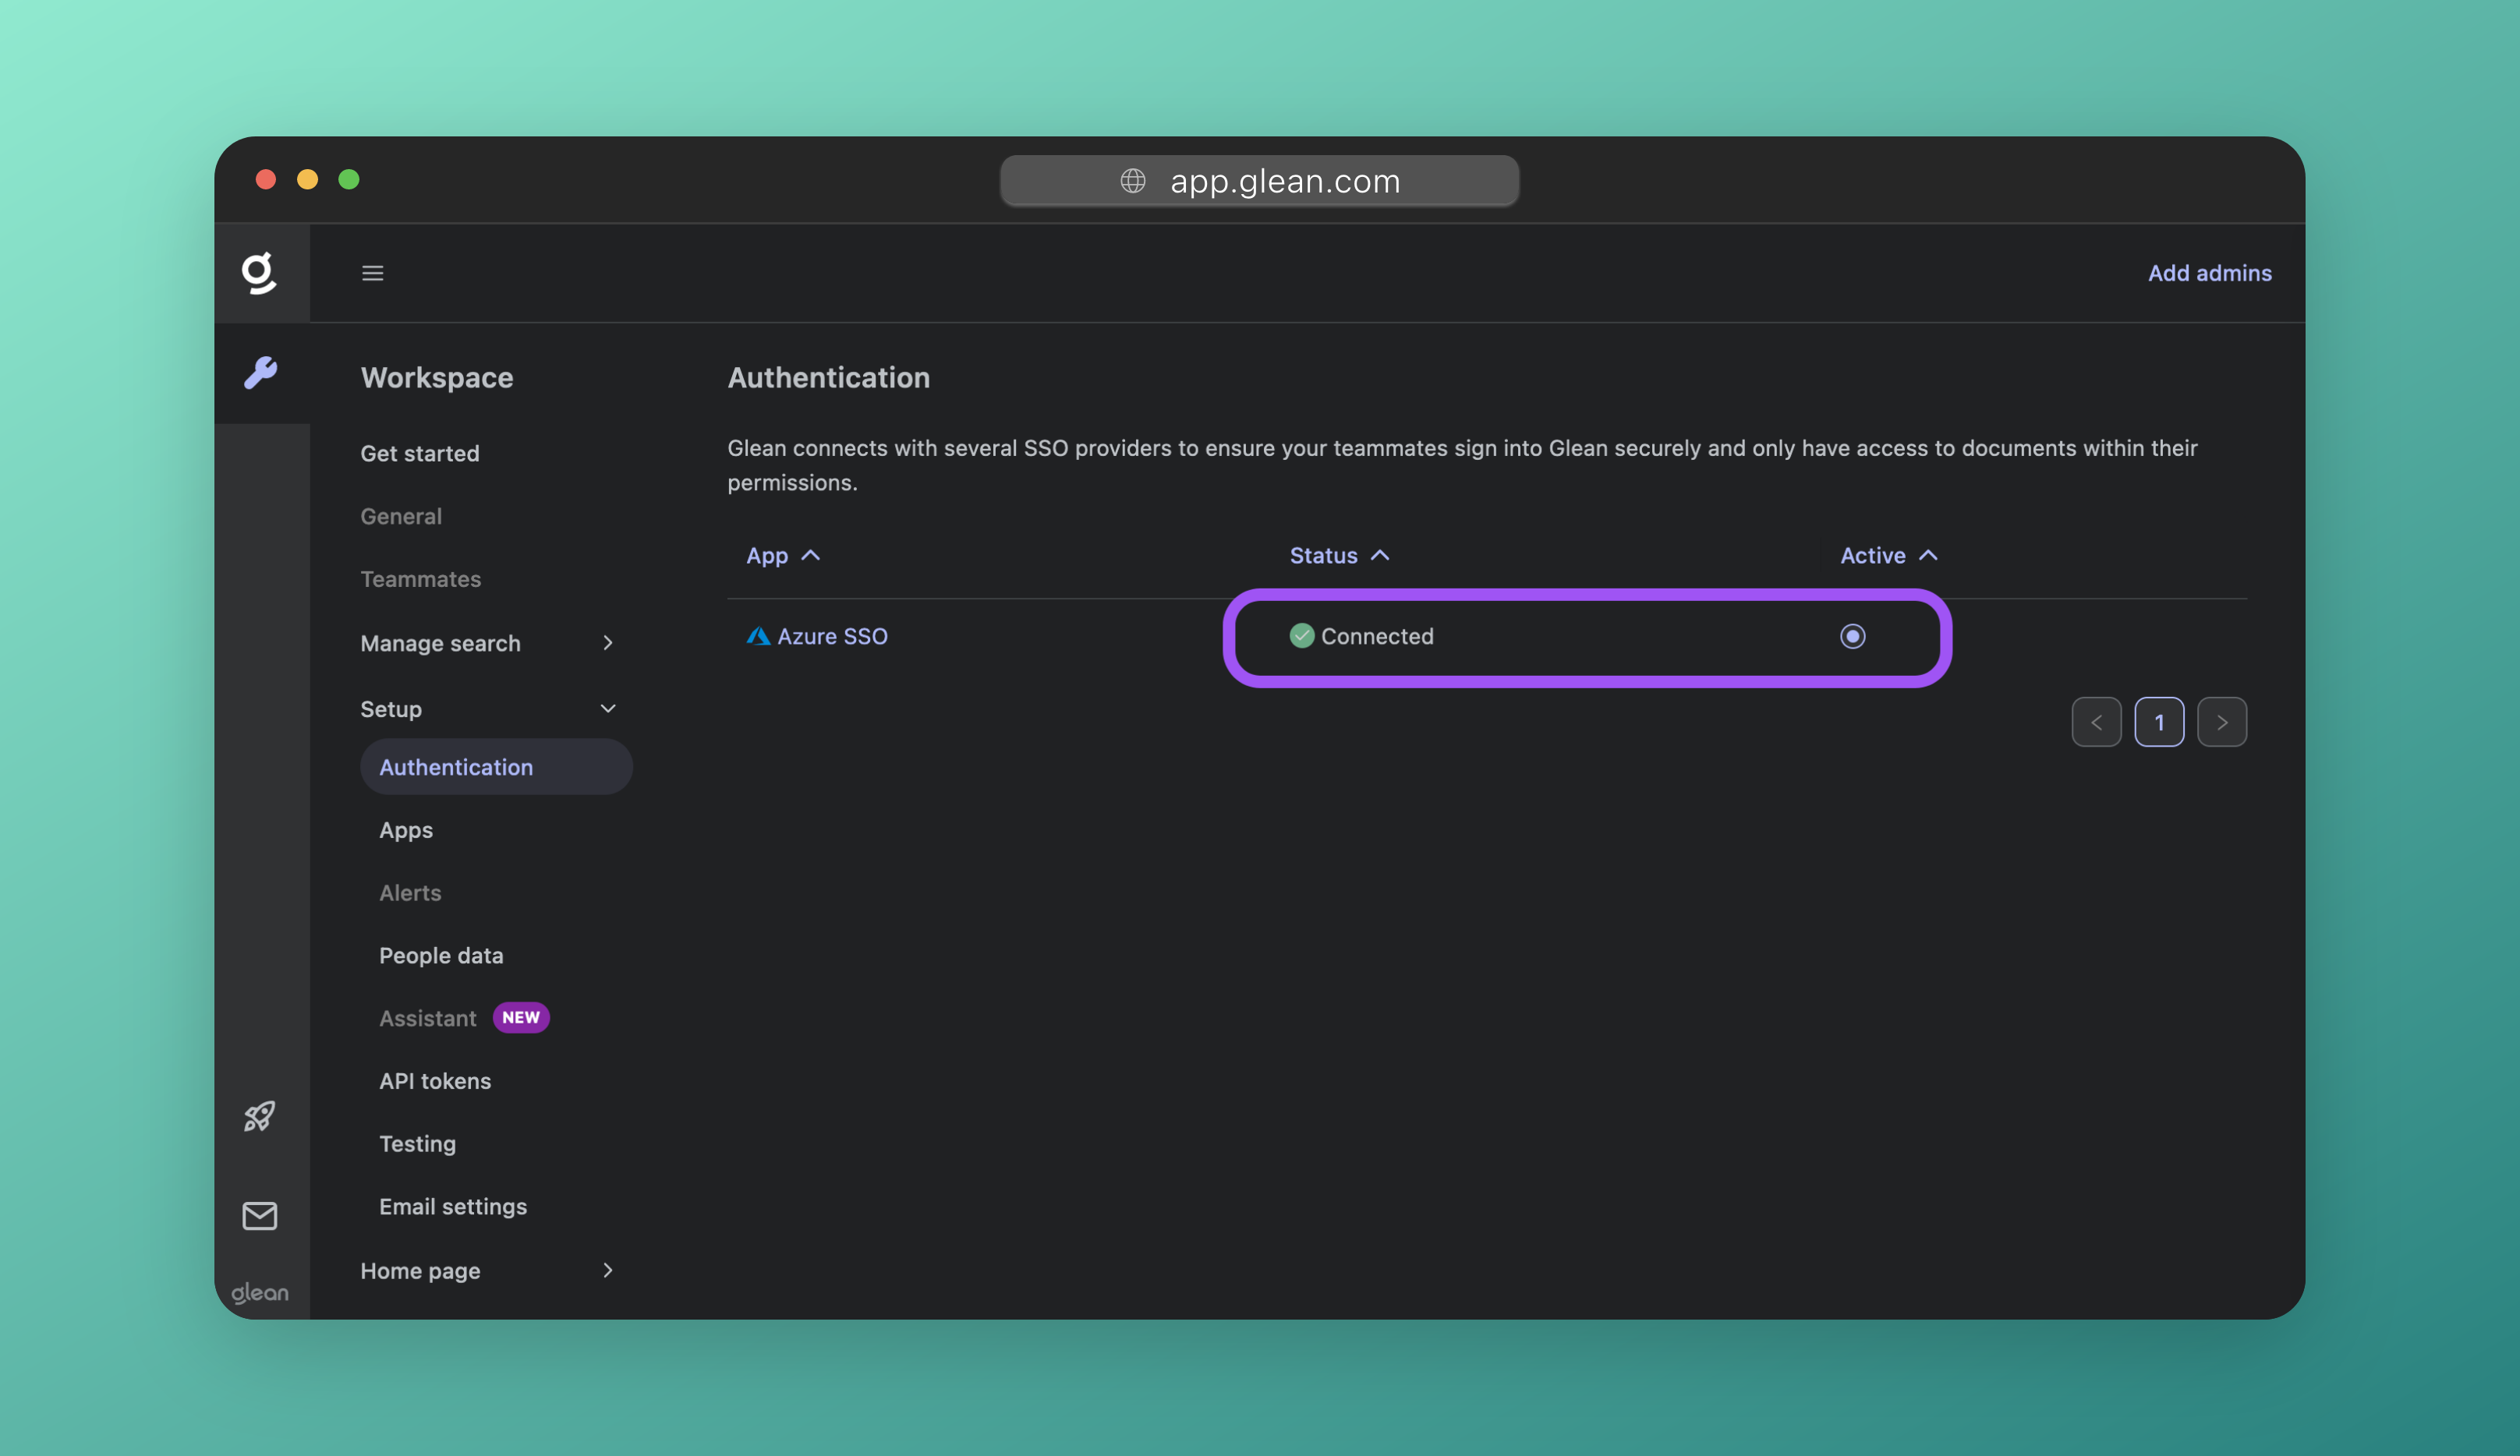 app.glean.com
Add admins
Workspace
Get started
General
Teammates
Manage search
Setup
Authentication
Apps
Alerts
People data
Assistant NEW
API tokens
Testing
Email settings
Home page
glean
Authentication
Glean connects with several SSO providers to ensure your teammates sign into Glean securely and only have access to documents within their
permissions.
App Status Active
Azure SSO Connected
1